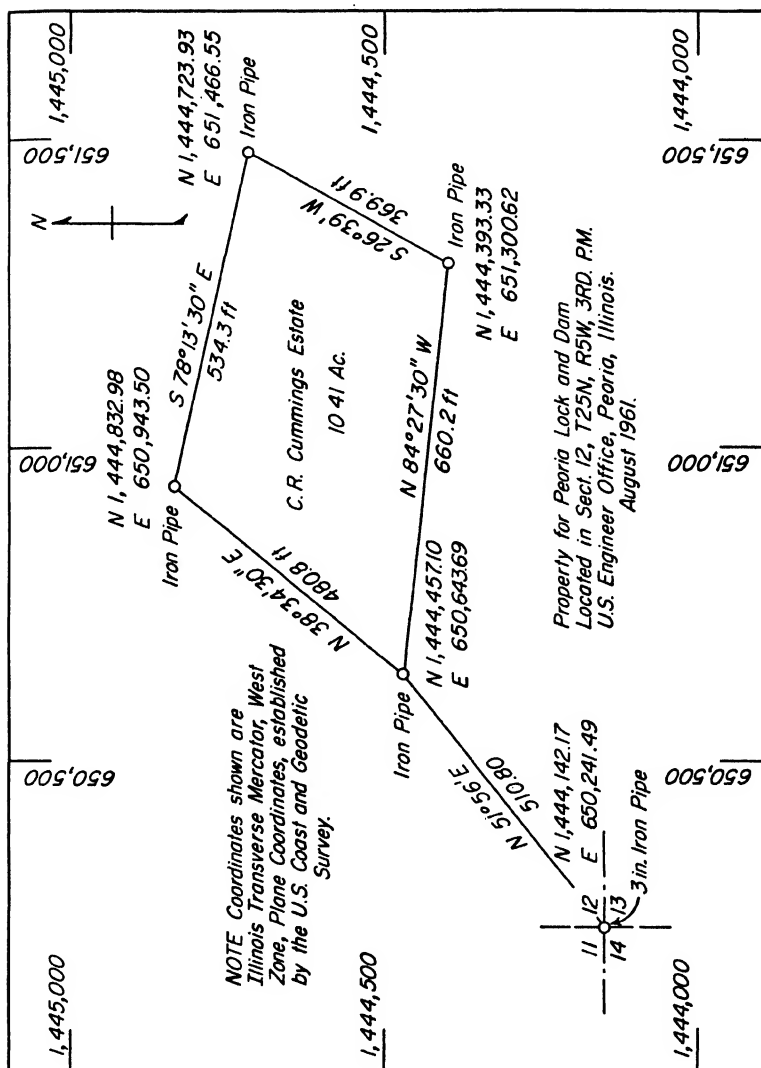 1,445,000
1,444,500
1,444,000
651,500
651,000
650,500
N
N 1,444,723.93
E 651,466.55
Iron Pipe
N 1,444,832.98
E 650,943.50
Iron Pipe
S 78°13'30" E
534.3 ft
S 26°39' W
369.9 ft
Iron Pipe
N 1,444,393.33
E 651,300.62
C.R. Cummings Estate
10 41 Ac.
N 84°27'30" W
660.2 ft
N 38°34'30" E
480.8 ft
N 1,444,457.10
E 650,643.69
Iron Pipe
NOTE Coordinates shown are
Illinois Transverse Mercator, West
Zone, Plane Coordinates, established
by the U.S. Coast and Geodetic
Survey.
N 51°56'E
510.80
N 1,444,142.17
E 650,241.49
3 in. Iron Pipe
11 12
14 13
Property for Peoria Lock and Dam
Located in Sect. 12, T25N, R5W, 3RD. P.M.
U.S. Engineer Office, Peoria, Illinois.
August 1961.
651,500
651,000
650,500
1,445,000
1,444,500
1,444,000